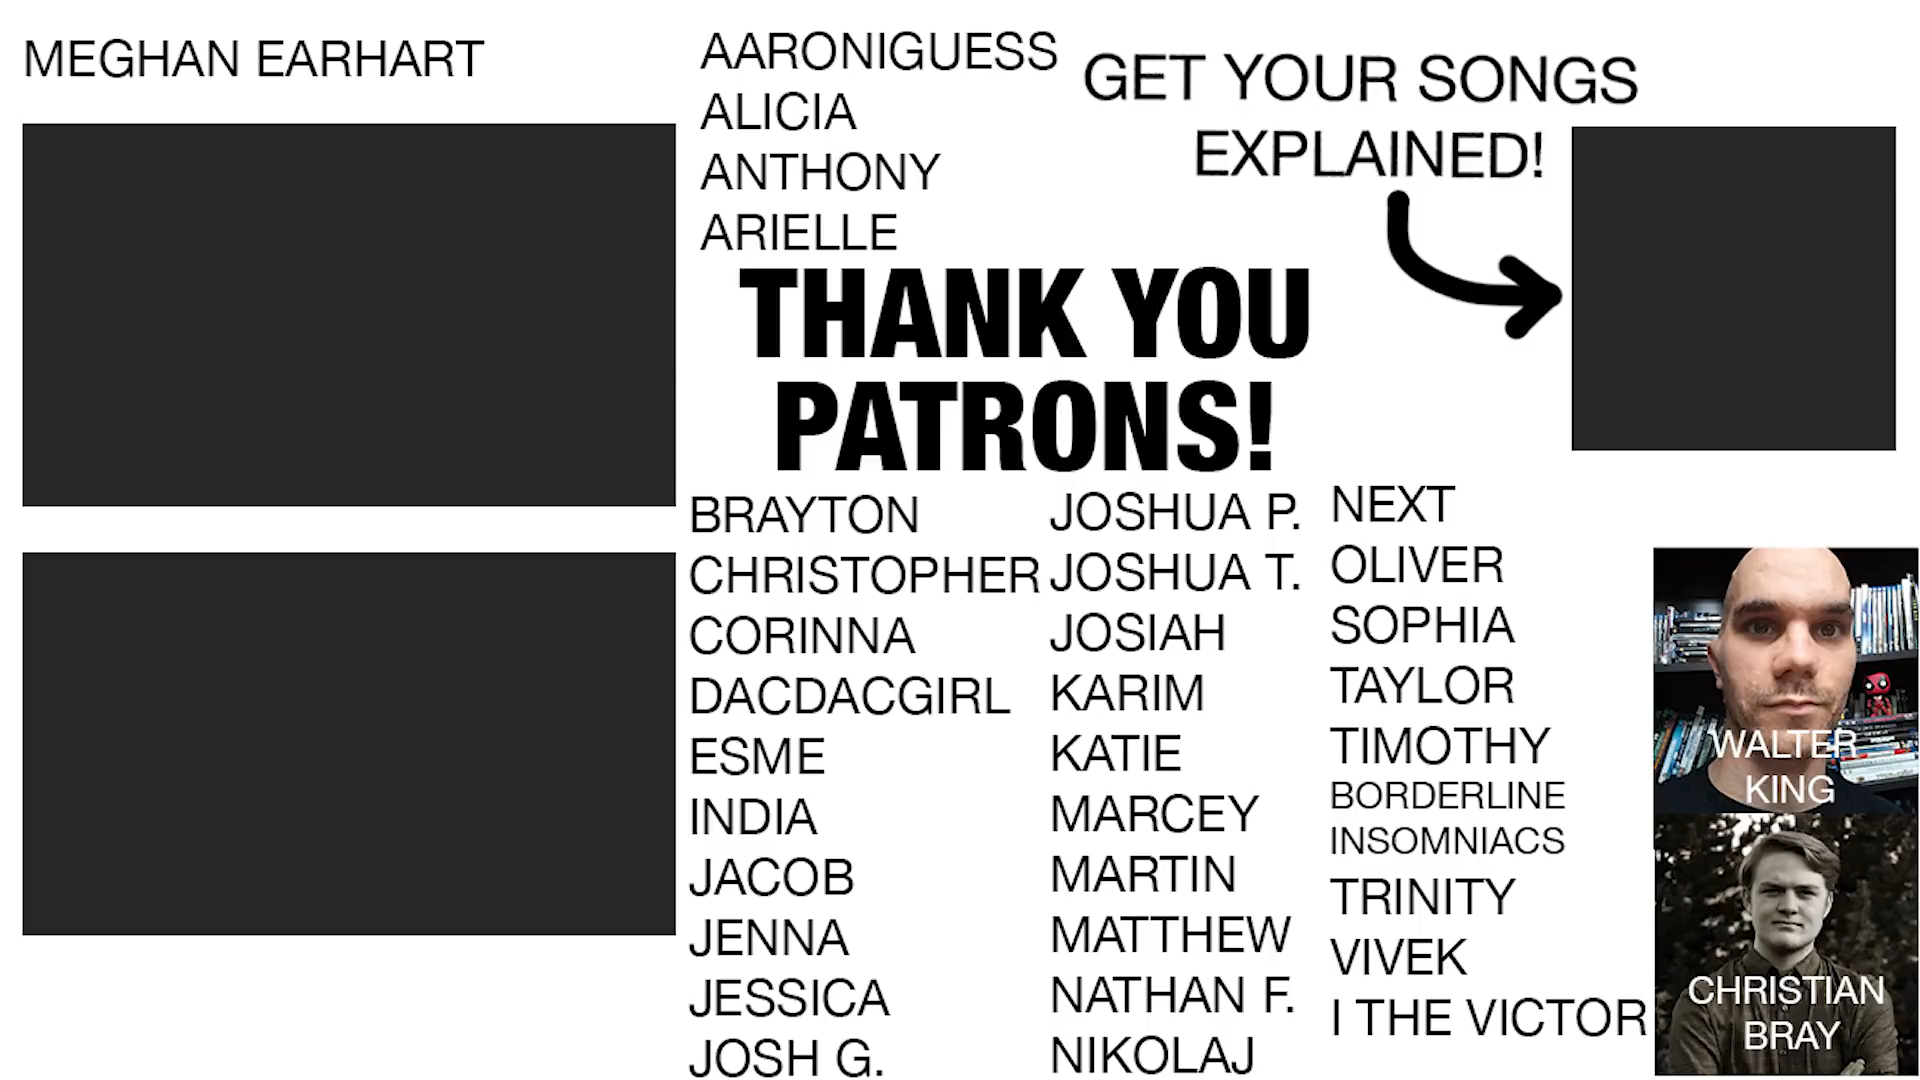 MEGHAN EARHART
AARONIGUESS
ALICIA
ANTHONY
ARIELLE
GET YOUR SONGS
EXPLAINED!
THANK YOU
PATRONS!
BRAYTON
CHRISTOPHER
CORINNA
DACDACGIRL
ESME
INDIA
JACOB
JENNA
JESSICA
JOSH G.
JOSHUA P.
JOSHUA T.
JOSIAH
KARIM
KATIE
MARCEY
MARTIN
MATTHEW
NATHAN F.
NIKOLAJ
NEXT
OLIVER
SOPHIA
TAYLOR
TIMOTHY
BORDERLINE
INSOMNIACS
TRINITY
VIVEK
I THE VICTOR
WALTER
KING
CHRISTIAN
BRAY